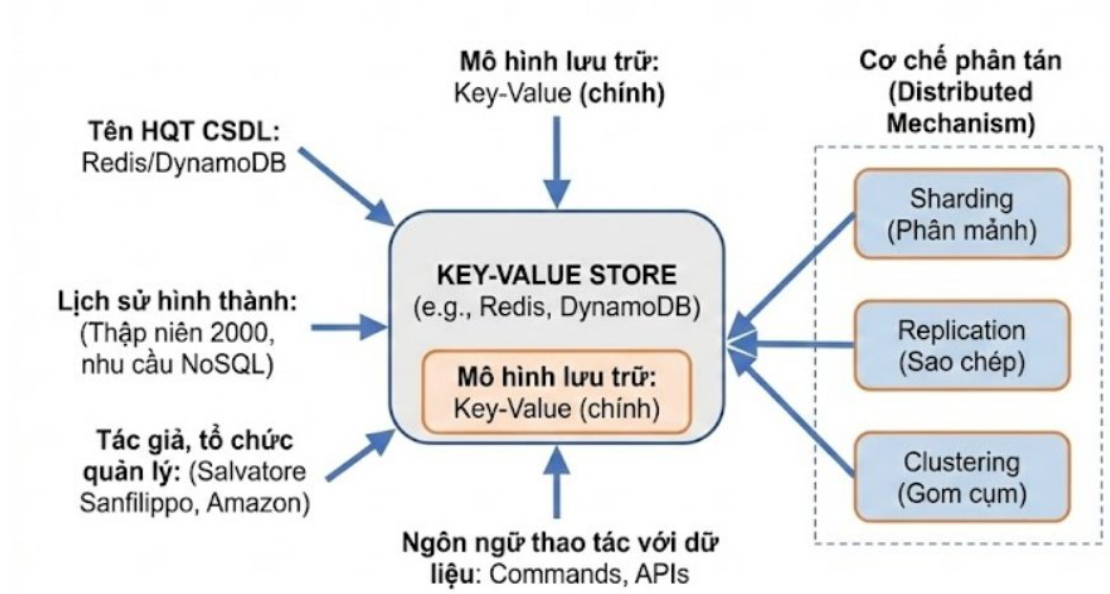 Mô hình lưu trữ:
Key-Value (chính)
Cơ chế phân tán
(Distributed
Mechanism)
Tên HQT CSDL:
Redis/DynamoDB
Sharding
(Phân mảnh)
KEY-VALUE STORE
(e.g., Redis, DynamoDB)
Lịch sử hình thành:
(Thập niên 2000,
nhu cầu NoSQL)
Replication
(Sao chép)
Mô hình lưu trữ:
Key-Value (chính)
Tác giả, tổ chức
quản lý: (Salvatore
Sanfilippo, Amazon)
Clustering
(Gom cụm)
Ngôn ngữ thao tác với dữ
liệu: Commands, APIs